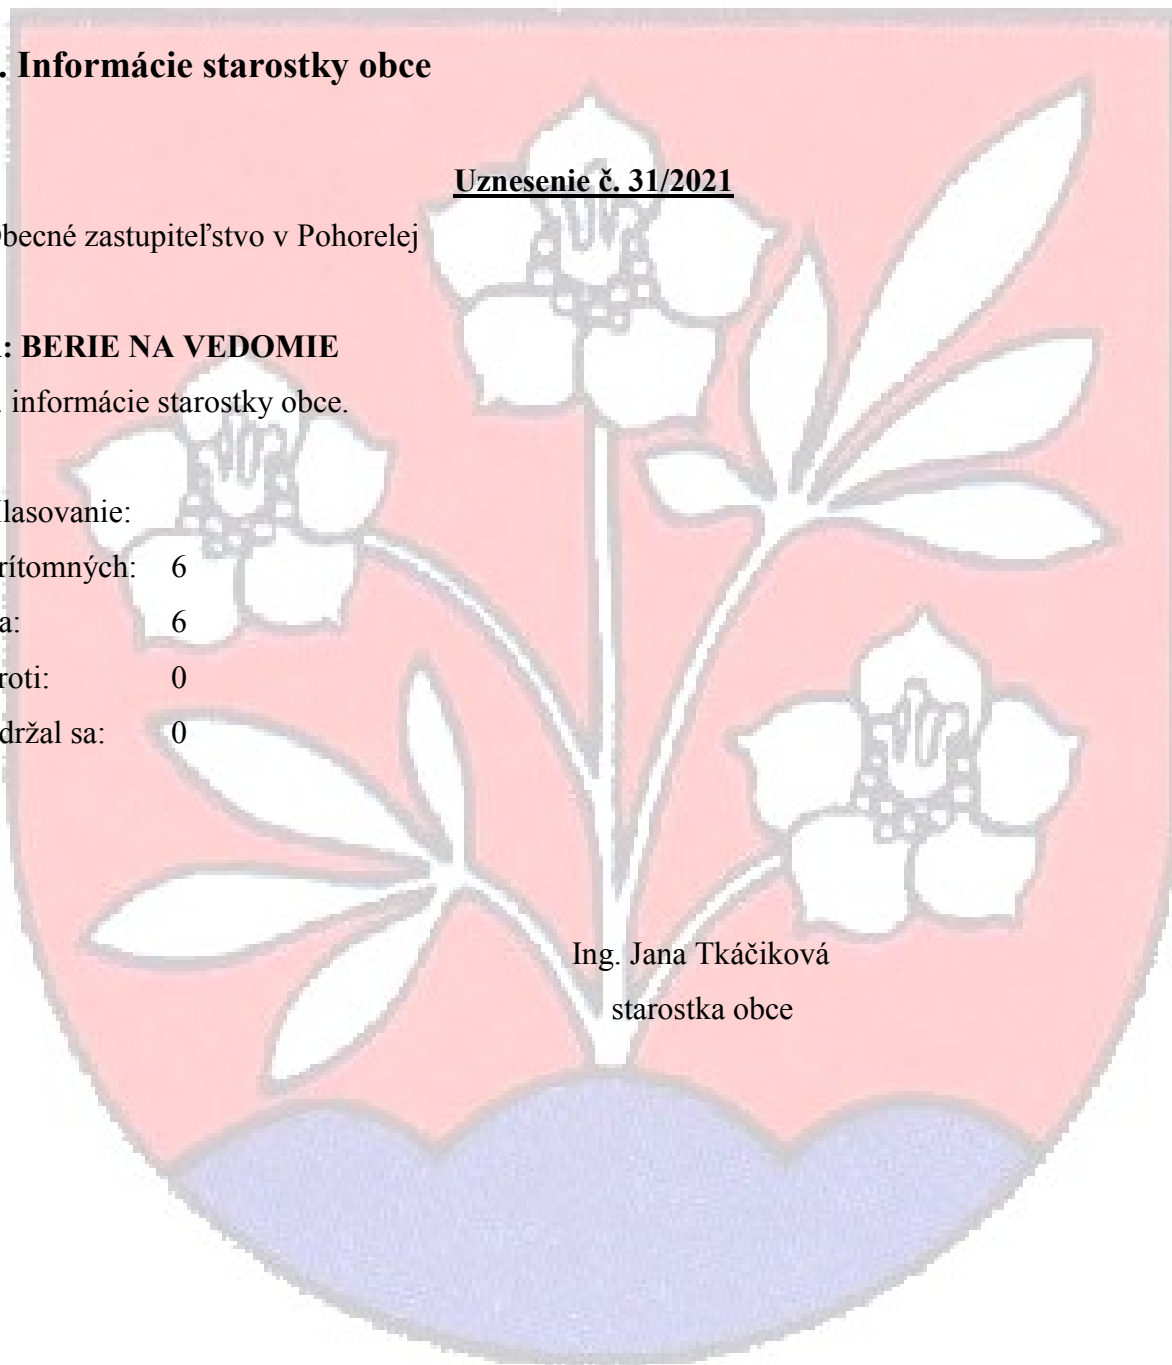 . Informácie starostky obce
Uznesenie č. 31/2021
becné zastupiteľstvo v Pohorelej
: BERIE NA VEDOMIE
. informácie starostky obce.
lasovanie:
rítomných: 6
a: 6
roti: 0
držal sa: 0
Ing. Jana Tkáčiková
starostka obce